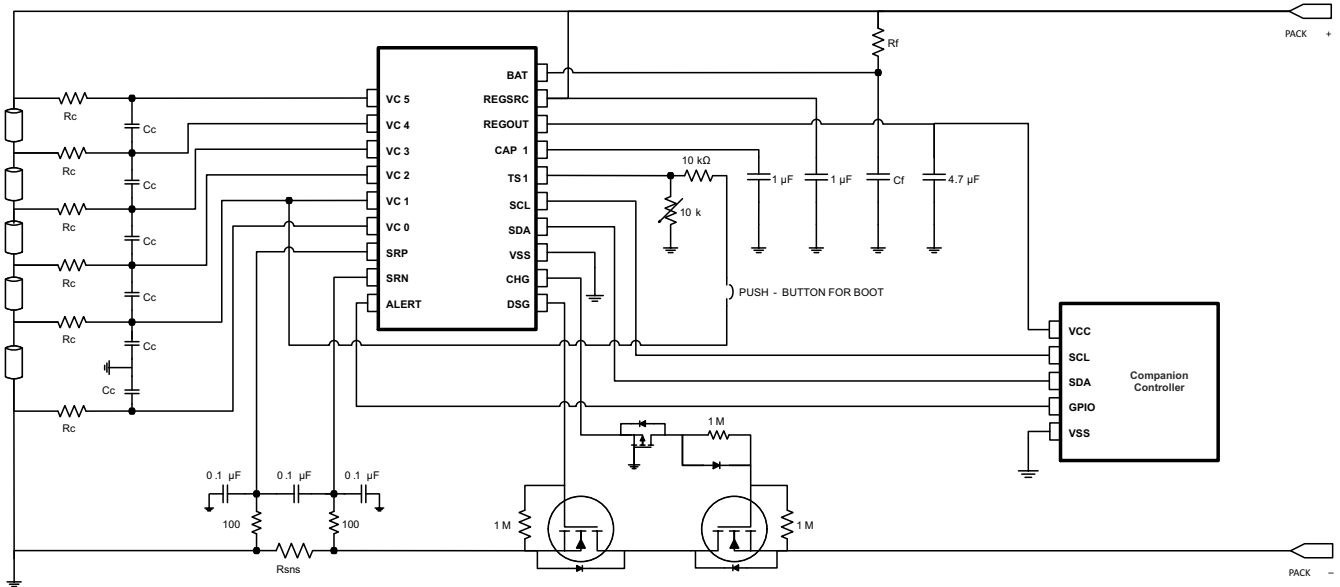 PACK +
Rf
BAT
REGSRC
REGOUT
CAP 1
TS1
SCL
SDA
VSS
CHG
DSG
VC 5
VC 4
VC 3
VC 2
VC 1
VC 0
SRP
SRN
ALERT
Rc
Cc
Rc
Cc
Rc
Cc
Rc
Cc
Rc
Cc
Cc
Rc
10 kΩ
10 k
1 µF
1 µF
Cf
4.7 µF
PUSH - BUTTON FOR BOOT
VCC
SCL
SDA
GPIO
VSS
Companion
Controller
1 M
0 .1 µF
0 .1 µF
0 .1 µF
100
100
Rsns
1 M
1 M
PACK –